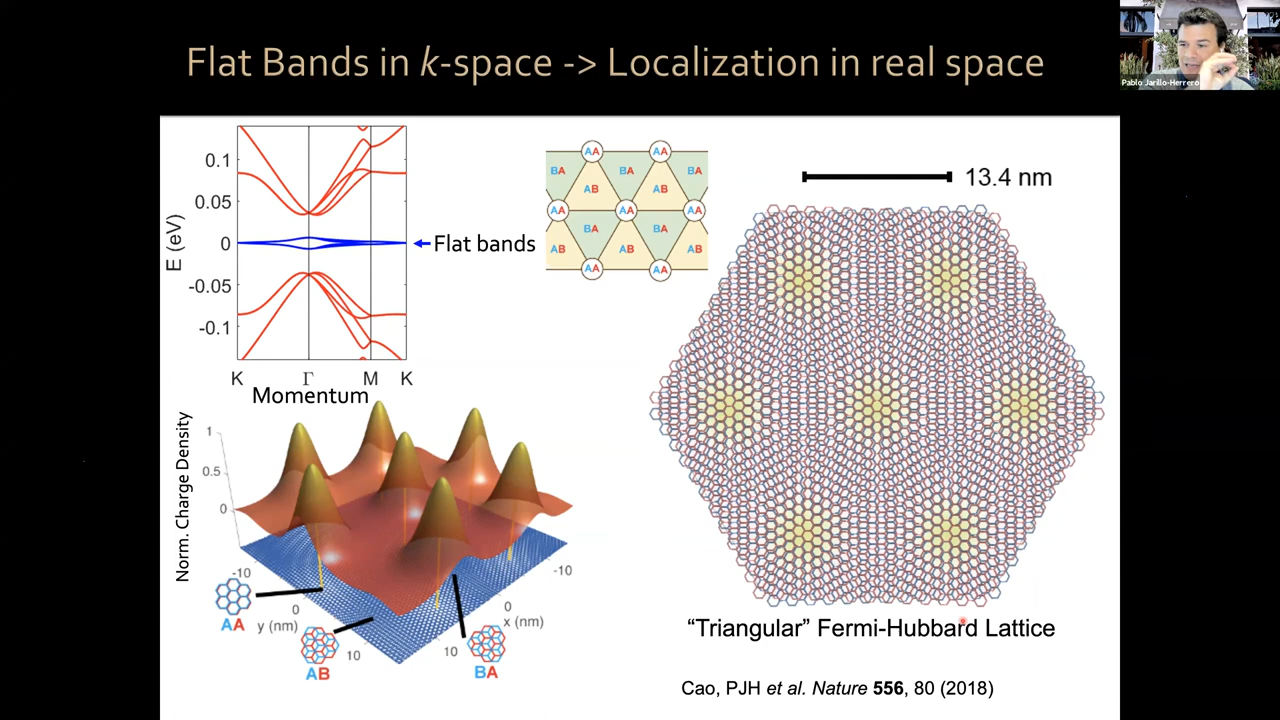 Flat Bands in k-space -> Localization in real space
Pablo Jarillo-Herrero
E (eV)
0.1
0.05
0
-0.05
-0.1
K Γ M K
Momentum
Flat bands
AA AA
BA BA BA
AB AB
AA AA AA
BA BA
AB AB AB
AA AA
13.4 nm
Norm. Charge Density
1
0.5
0
-10
0
y (nm)
10
-10
0
x (nm)
10
AA
AB
BA
“Triangular” Fermi-Hubbard Lattice
Cao, PJH et al. Nature 556, 80 (2018)